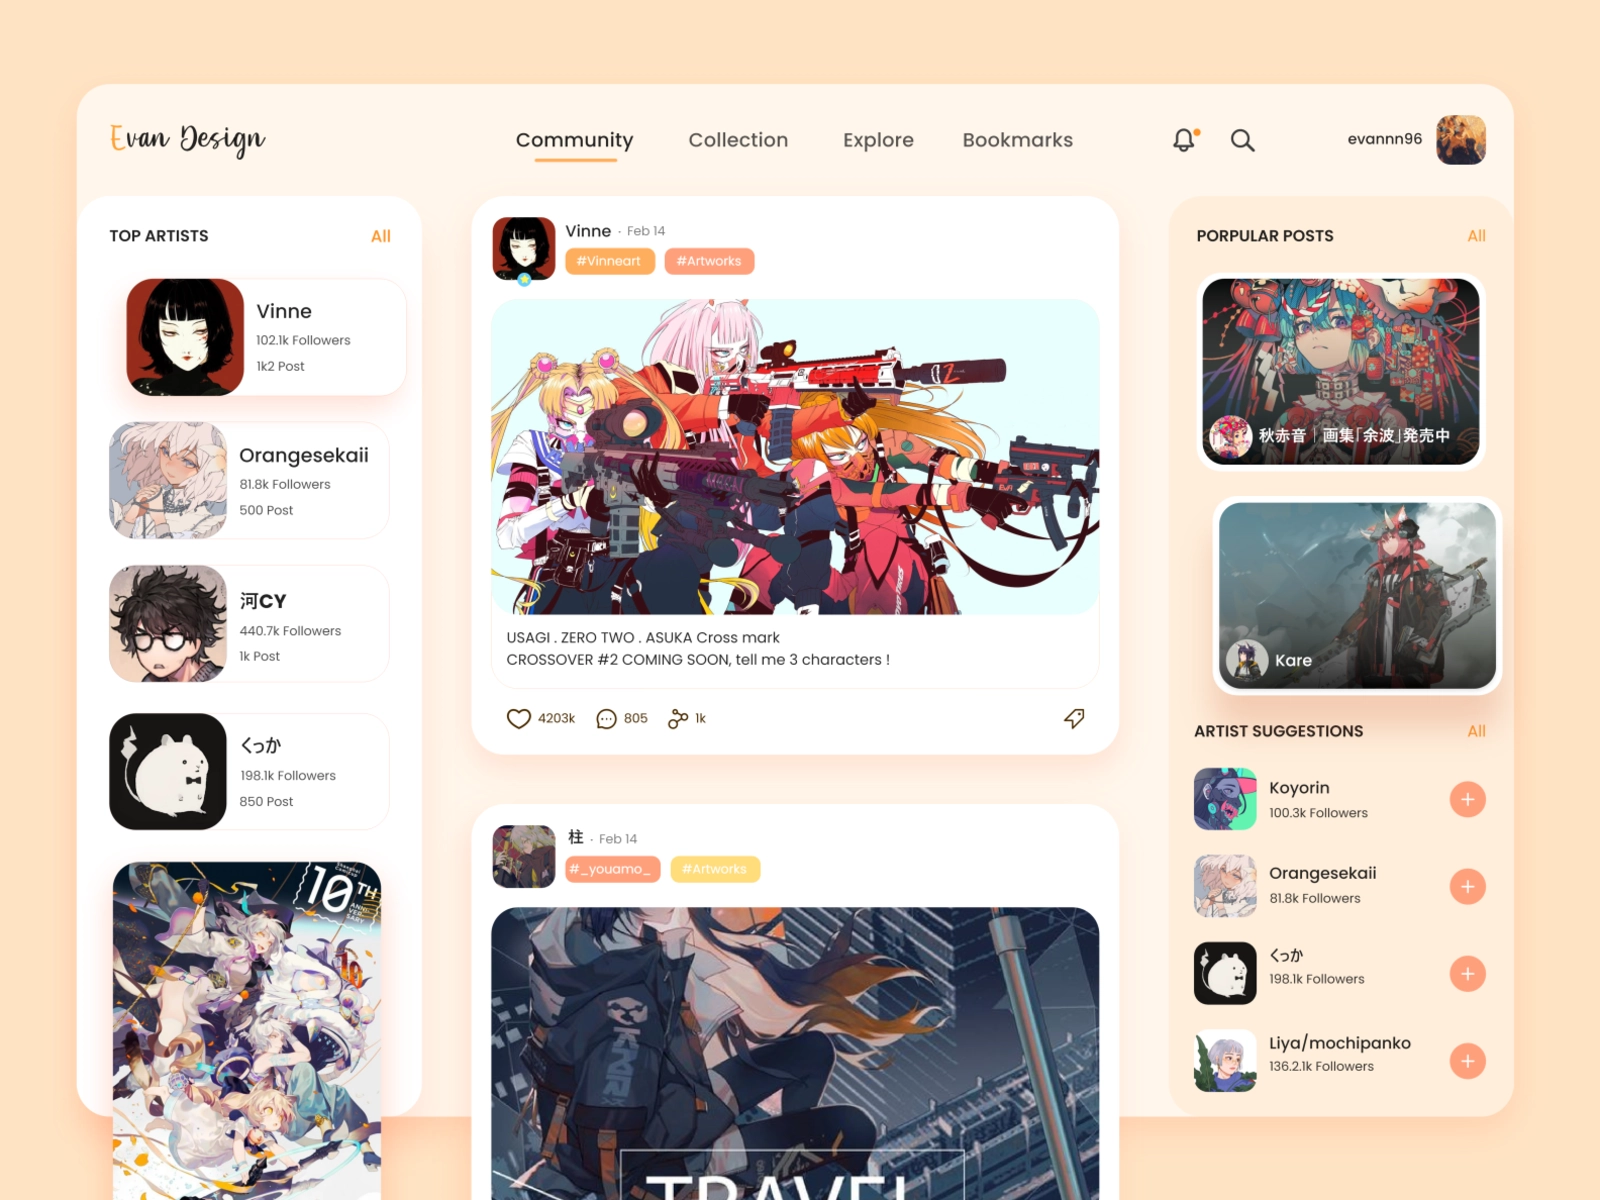 Evan Design
Community
Collection
Explore
Bookmarks
evannn96
TOP ARTISTS
All
Vinne
102.1k Followers
1k2 Post
Orangesekaii
81.8k Followers
500 Post
河CY
440.7k Followers
1k Post
くっか
198.1k Followers
850 Post
10TH
ANNI
VER-
SARY
Vinne · Feb 14
#Vinneart
#Artworks
USAGI . ZERO TWO . ASUKA Cross mark
CROSSOVER #2 COMING SOON, tell me 3 characters !
4203k
805
1k
柱 · Feb 14
#_youamo_
#Artworks
TRAVEL
PORPULAR POSTS
All
秋赤音｜画集「余波」発売中
Kare
ARTIST SUGGESTIONS
All
Koyorin
100.3k Followers
Orangesekaii
81.8k Followers
くっか
198.1k Followers
Liya/mochipanko
136.2.1k Followers